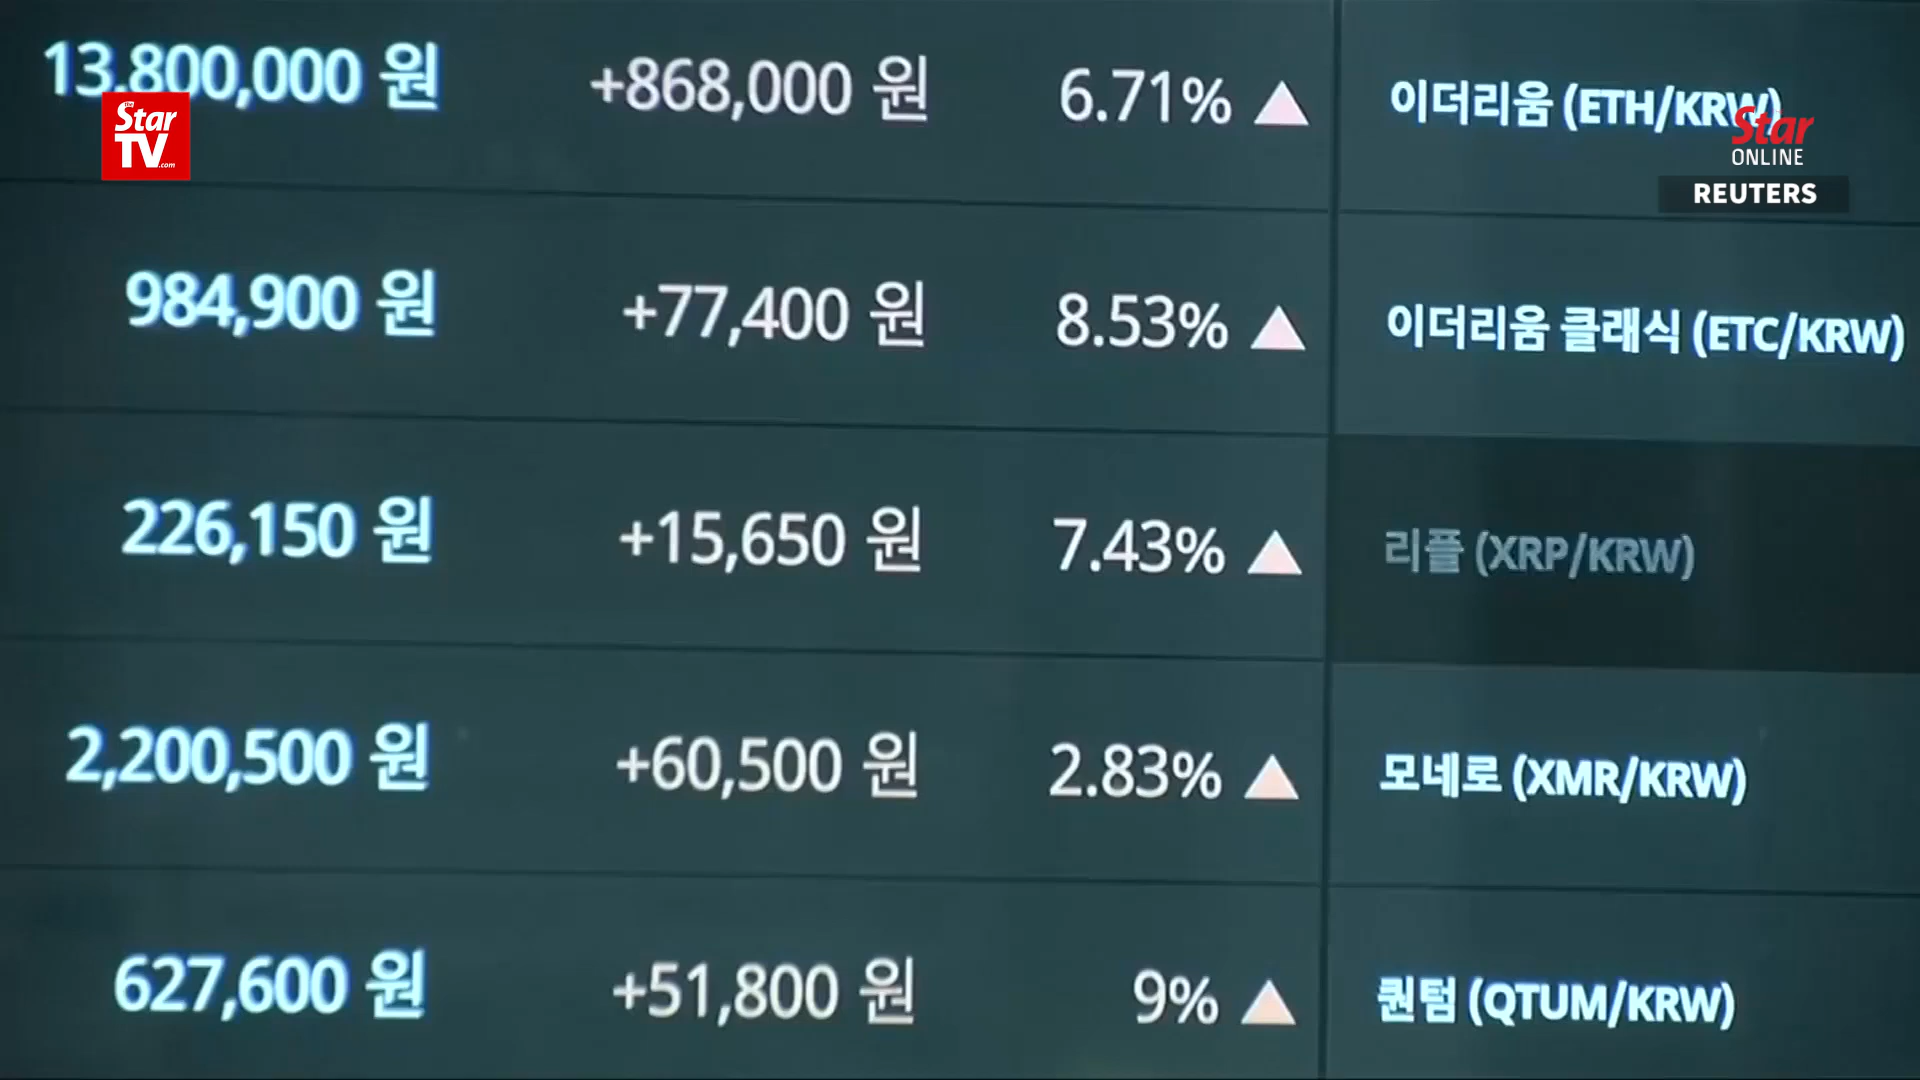 13,800,000 원 +868,000 원 6.71% ▲ 이더리움 (ETH/KRW)
The Star TV.com
Star ONLINE
REUTERS
984,900 원 +77,400 원 8.53% ▲ 이더리움 클래식 (ETC/KRW)
226,150 원 +15,650 원 7.43% ▲ 리플 (XRP/KRW)
2,200,500 원 +60,500 원 2.83% ▲ 모네로 (XMR/KRW)
627,600 원 +51,800 원 9% ▲ 퀀텀 (QTUM/KRW)